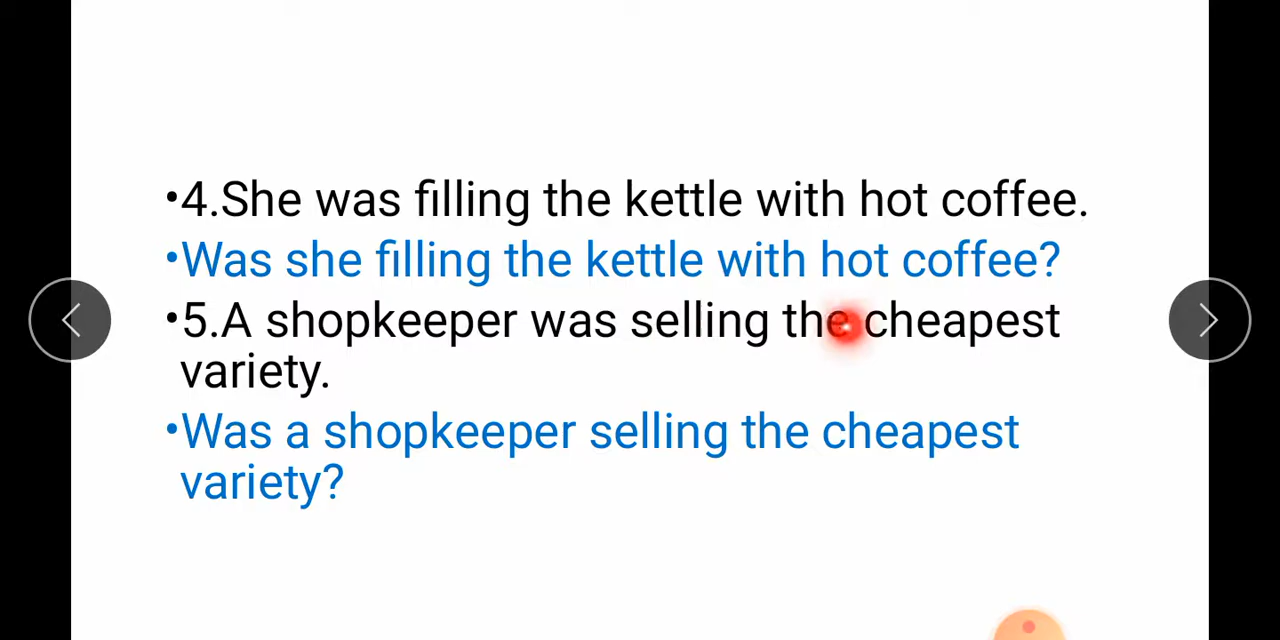 •4.She was filling the kettle with hot coffee.
•Was she filling the kettle with hot coffee?
•5.A shopkeeper was selling the cheapest
variety.
•Was a shopkeeper selling the cheapest
variety?